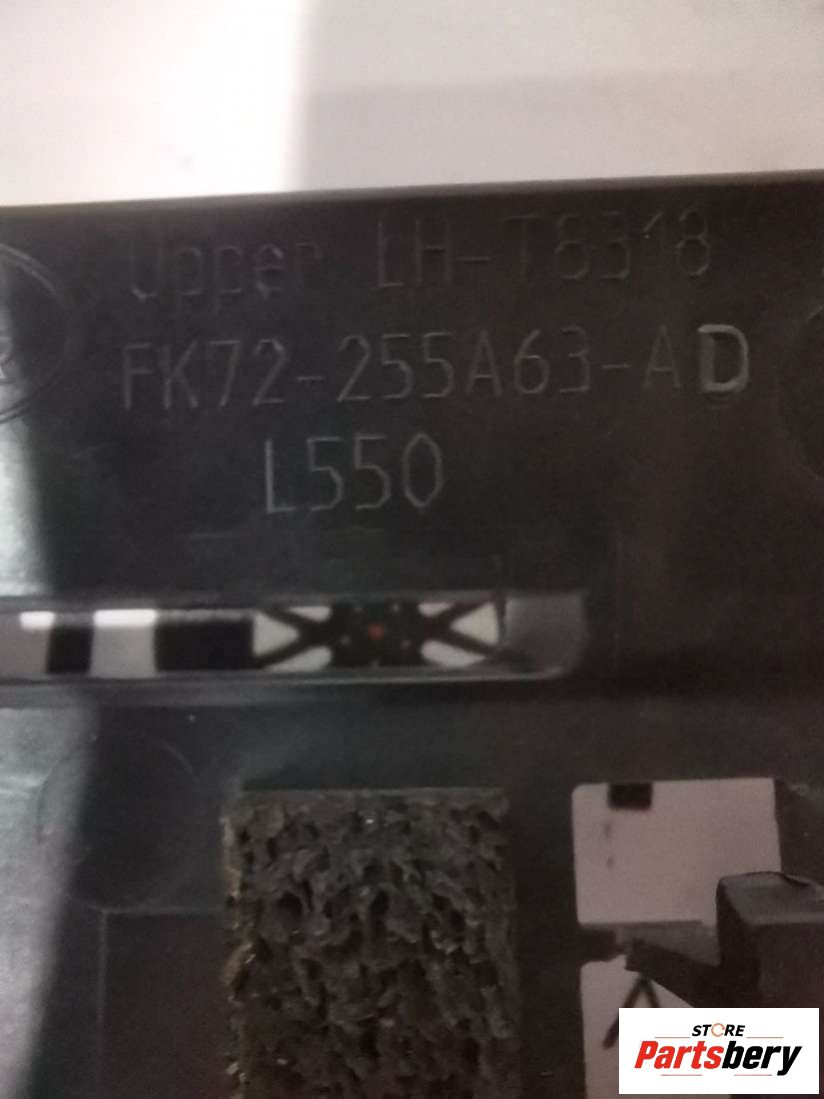 Upper LH-T8318
R
FK72-255A63-AD
L550
STORE
Partsbery